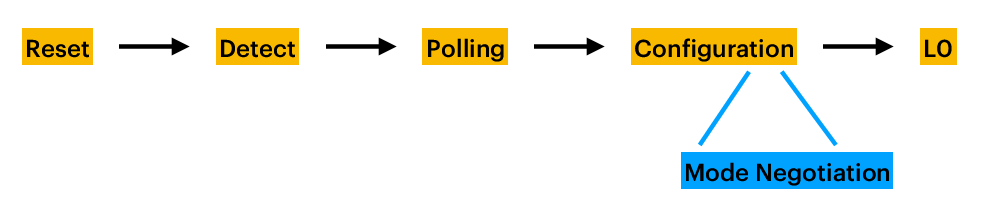 Reset
Detect
Polling
Configuration
L0
Mode Negotiation